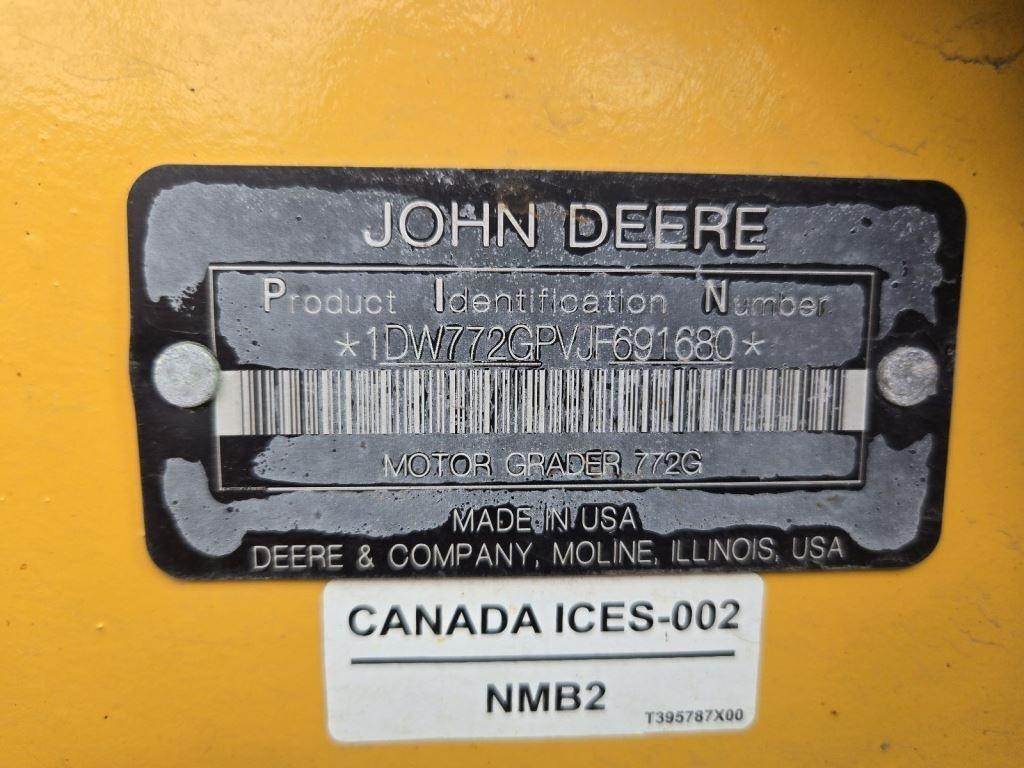 JOHN DEERE
Product Identification Number
*1DW772GPVJF691680*
MOTOR GRADER 772G
MADE IN USA
DEERE & COMPANY, MOLINE, ILLINOIS, USA
CANADA ICES-002
NMB2
T395787X00